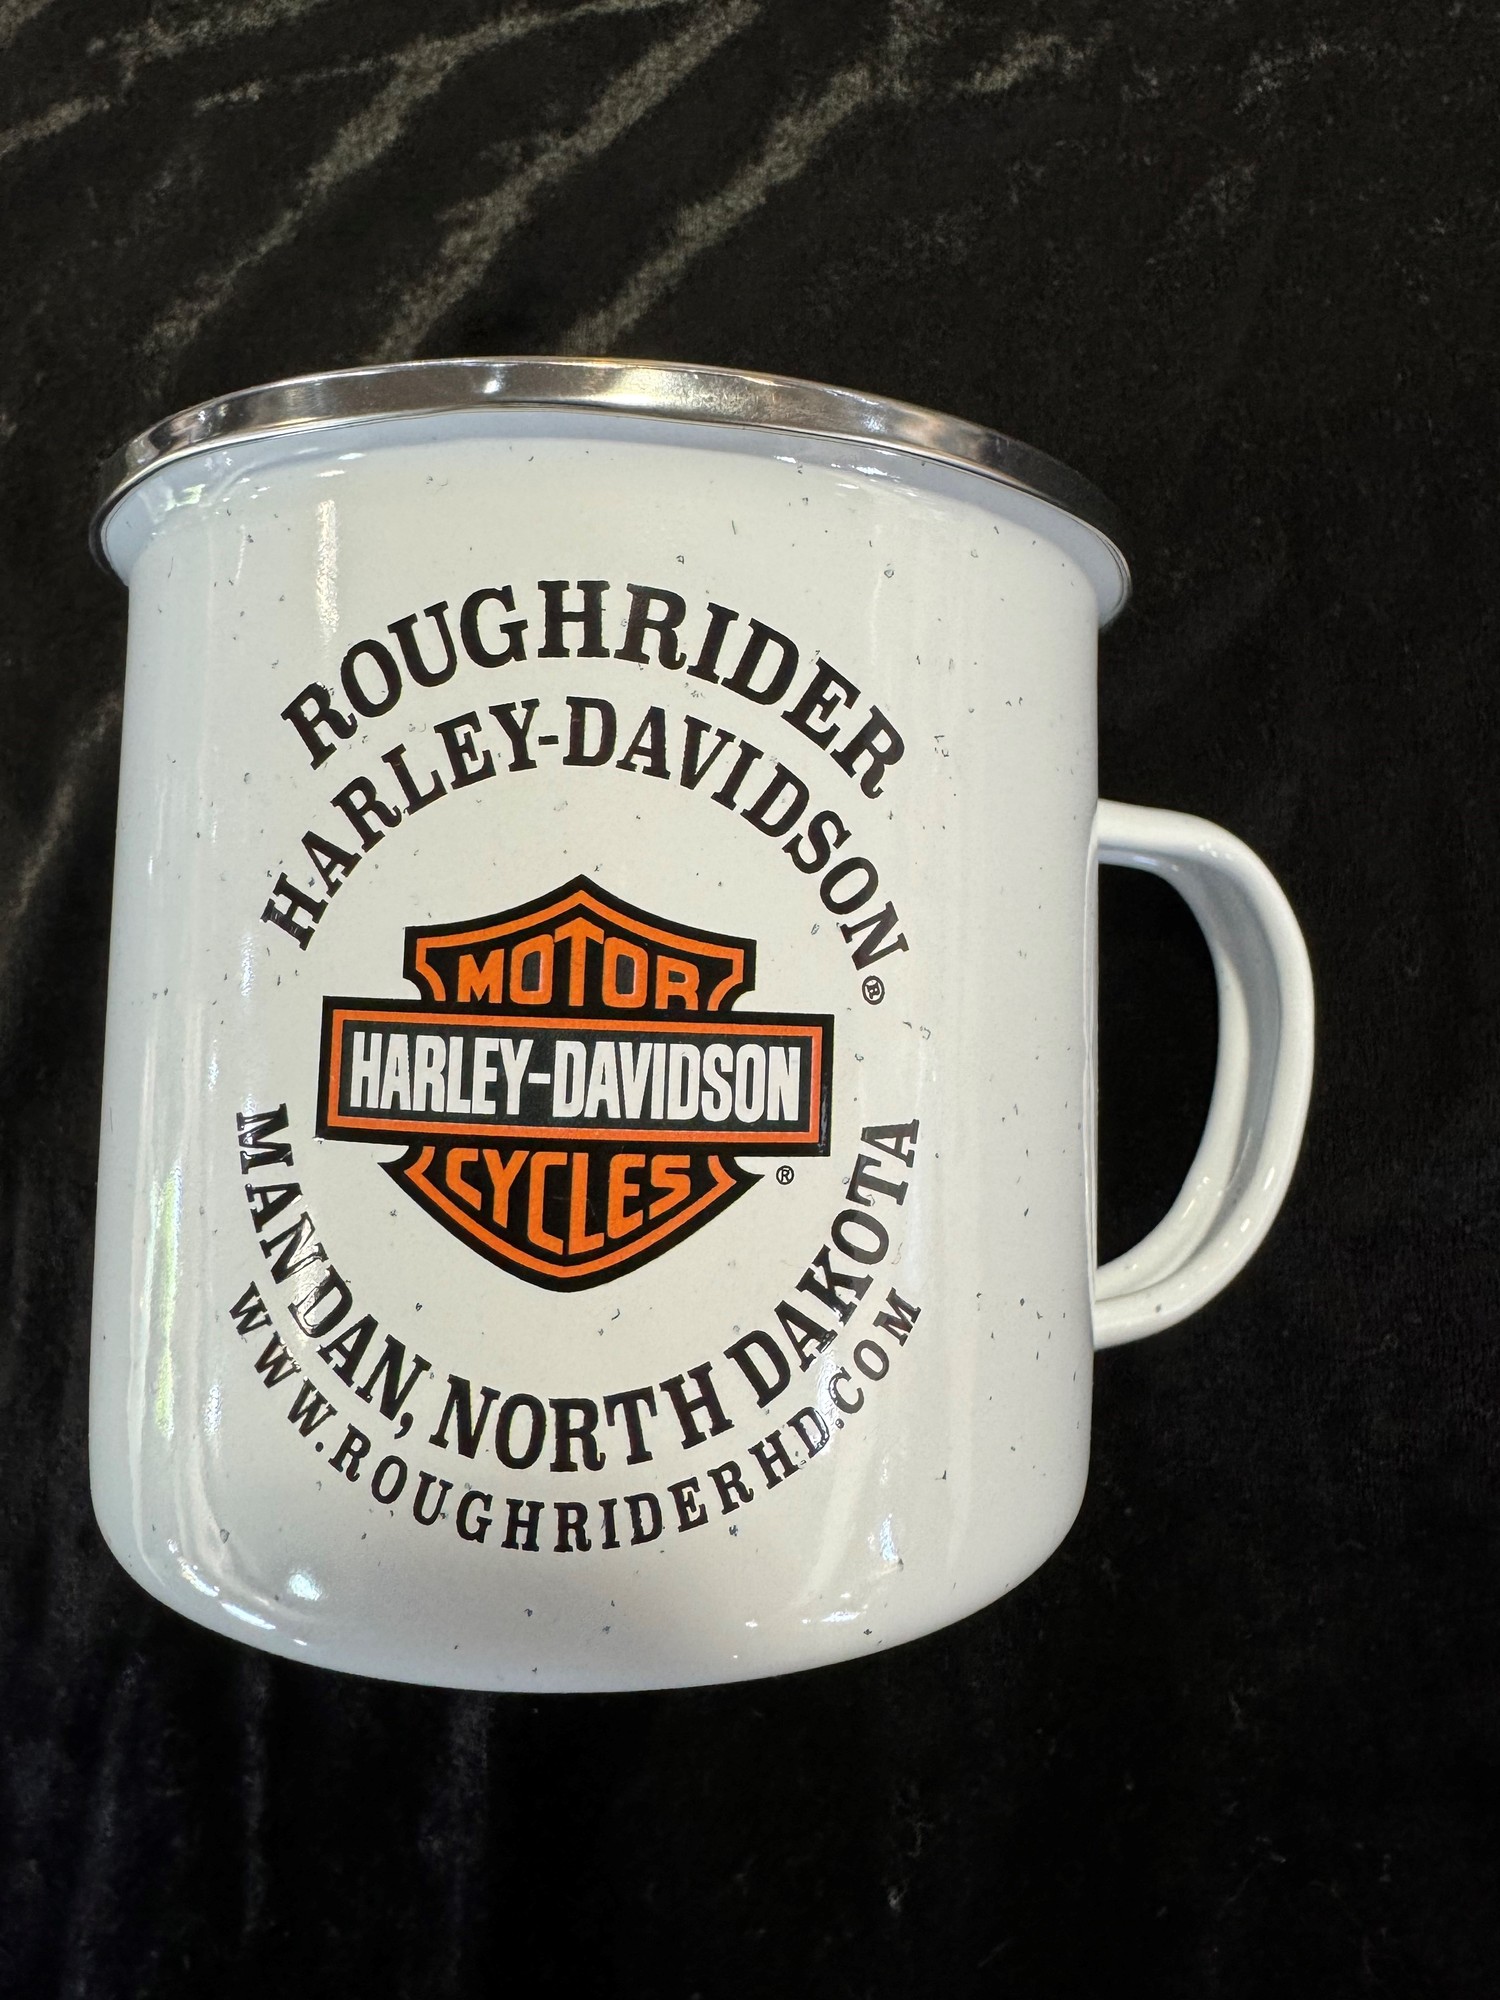 ROUGHRIDER
HARLEY-DAVIDSON®
MOTOR
HARLEY-DAVIDSON
CYCLES ®
MANDAN, NORTH DAKOTA
WWW.ROUGHRIDERHD.COM